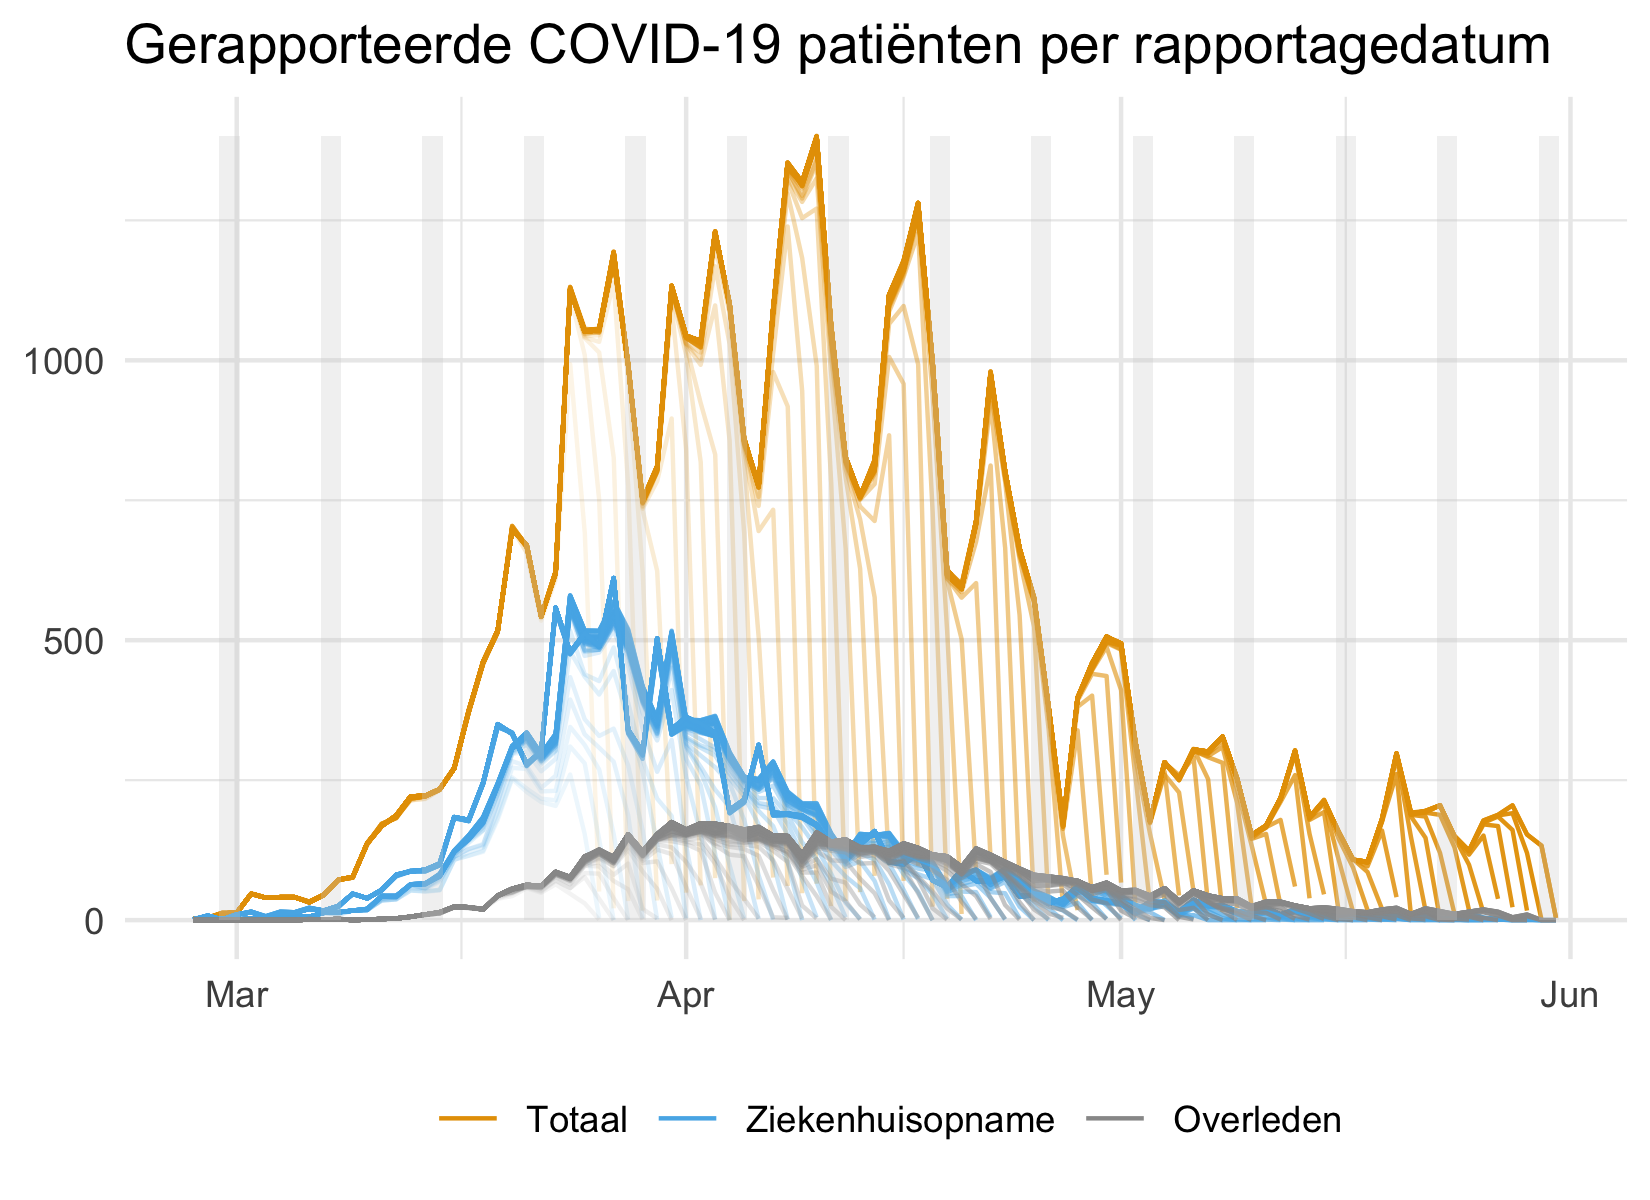 Gerapporteerde COVID-19 patiënten per rapportagedatum
1000
500
0
Mar Apr May Jun
Totaal Ziekenhuisopname Overleden